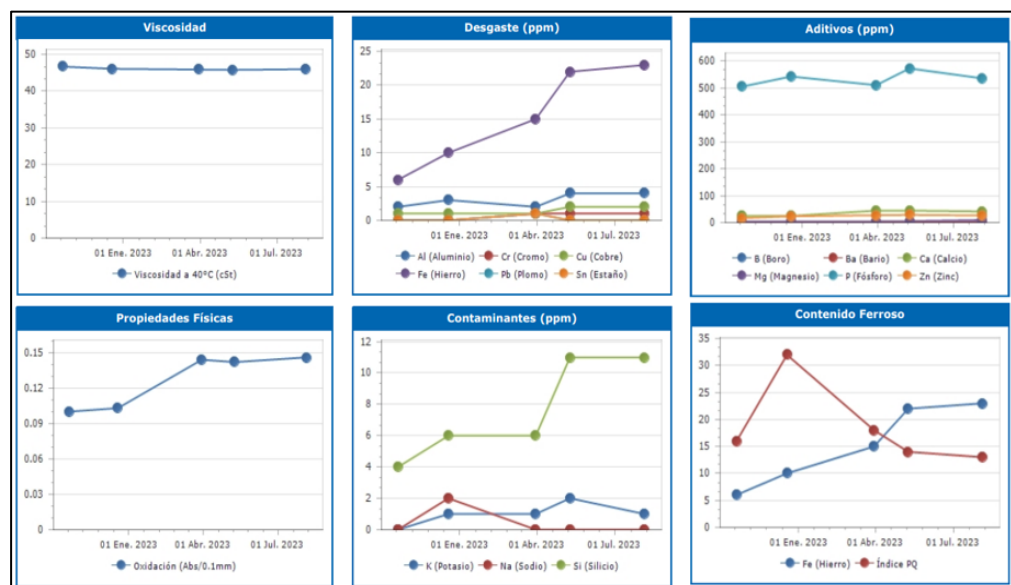 Viscosidad
50
40
30
20
10
0
01 Ene. 2023 01 Abr. 2023 01 Jul. 2023
Viscosidad a 40ºC (cSt)
Desgaste (ppm)
25
20
15
10
5
0
01 Ene. 2023 01 Abr. 2023 01 Jul. 2023
Al (Aluminio) Cr (Cromo) Cu (Cobre)
Fe (Hierro) Pb (Plomo) Sn (Estaño)
Aditivos (ppm)
600
500
400
300
200
100
0
01 Ene. 2023 01 Abr. 2023 01 Jul. 2023
B (Boro) Ba (Bario) Ca (Calcio)
Mg (Magnesio) P (Fósforo) Zn (Zinc)
Propiedades Físicas
0.15
0.12
0.09
0.06
0.03
0
01 Ene. 2023 01 Abr. 2023 01 Jul. 2023
Oxidación (Abs/0.1mm)
Contaminantes (ppm)
12
10
8
6
4
2
0
01 Ene. 2023 01 Abr. 2023 01 Jul. 2023
K (Potasio) Na (Sodio) Si (Silicio)
Contenido Ferroso
35
30
25
20
15
10
5
0
01 Ene. 2023 01 Abr. 2023 01 Jul. 2023
Fe (Hierro) Índice PQ